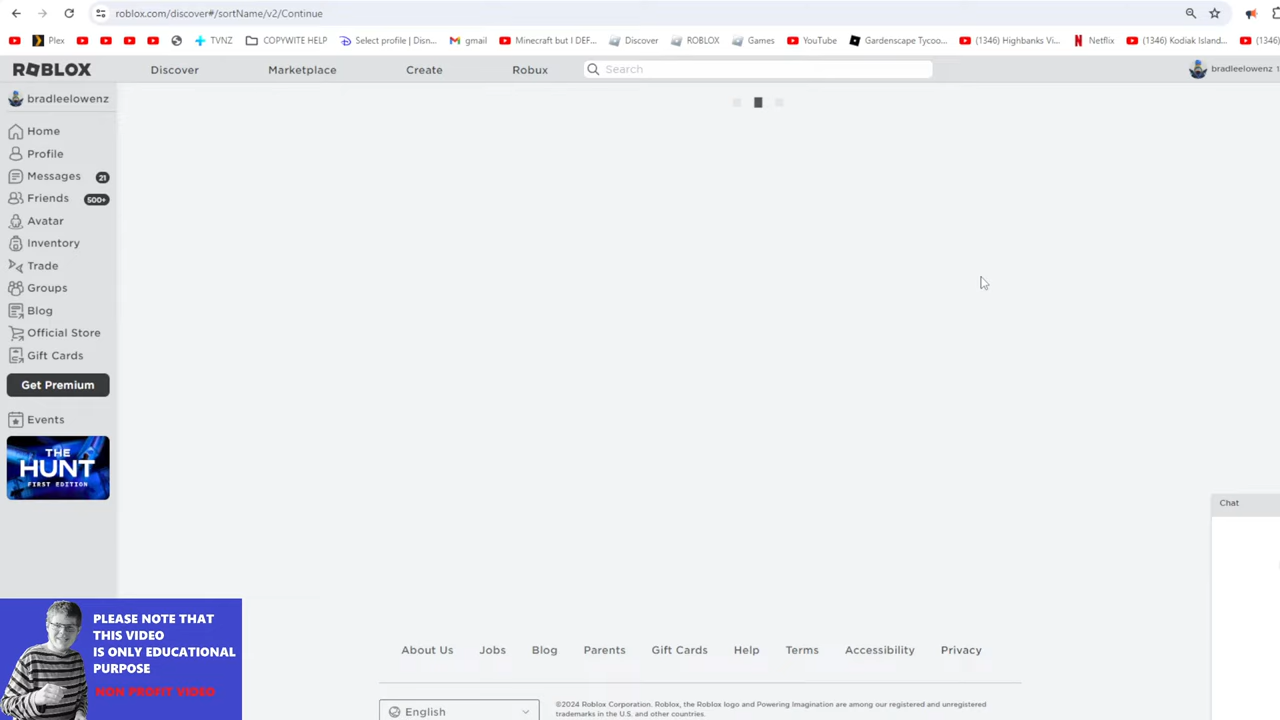 roblox.com/discover#/sortName/v2/Continue
Plex
TVNZ
COPYWITE HELP
Select profile | Disn...
gmail
Minecraft but I DEF...
Discover
ROBLOX
Games
YouTube
Gardenscape Tycoo...
(1346) Highbanks Vi...
Netflix
(1346) Kodiak Island...
(1346)
ROBLOX
Discover
Marketplace
Create
Robux
Search
bradleelowenz 1
bradleelowenz
Home
Profile
Messages 21
Friends 500+
Avatar
Inventory
Trade
Groups
Blog
Official Store
Gift Cards
Get Premium
Events
THE
HUNT
FIRST EDITION
Chat
PLEASE NOTE THAT
THIS VIDEO
IS ONLY EDUCATIONAL
PURPOSE
NON PROFIT VIDEO
About Us
Jobs
Blog
Parents
Gift Cards
Help
Terms
Accessibility
Privacy
English
©2024 Roblox Corporation. Roblox, the Roblox logo and Powering Imagination are among our registered and unregistered
trademarks in the U.S. and other countries.